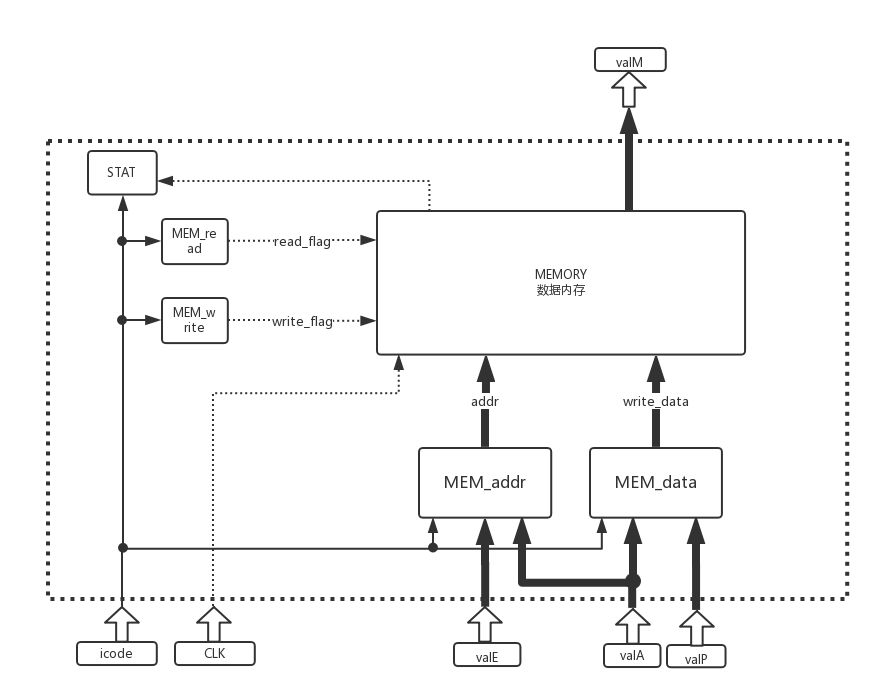 valM
STAT
MEM_re
ad
read_flag
MEMORY
数据内存
MEM_w
rite
write_flag
addr
write_data
MEM_addr
MEM_data
icode
CLK
valE
valA
valP